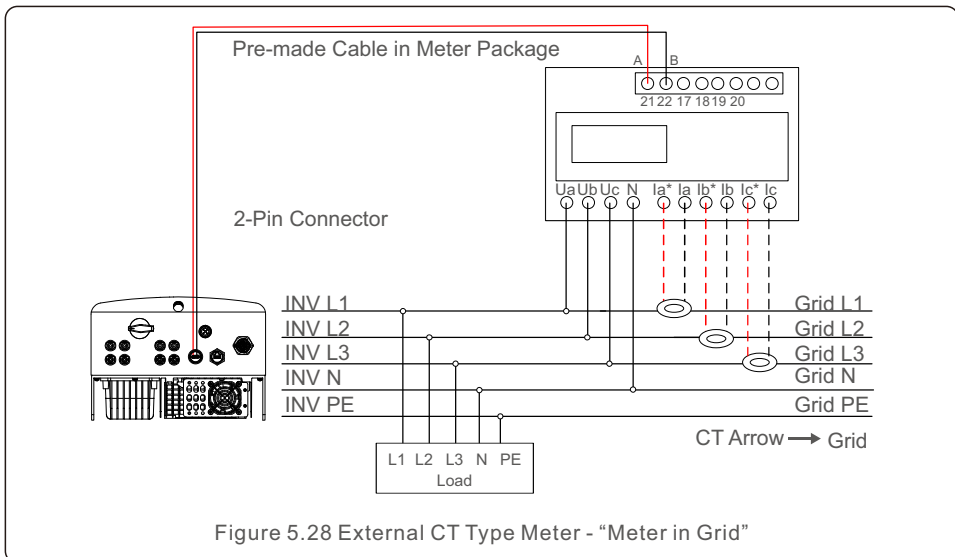 Pre-made Cable in Meter Package
A B
21 22 17 18 19 20
Ua Ub Uc N Ia* Ia Ib* Ib Ic* Ic
2-Pin Connector
INV L1 Grid L1
INV L2 Grid L2
INV L3 Grid L3
INV N Grid N
INV PE Grid PE
CT Arrow → Grid
L1 L2 L3 N PE
Load
Figure 5.28 External CT Type Meter - “Meter in Grid”